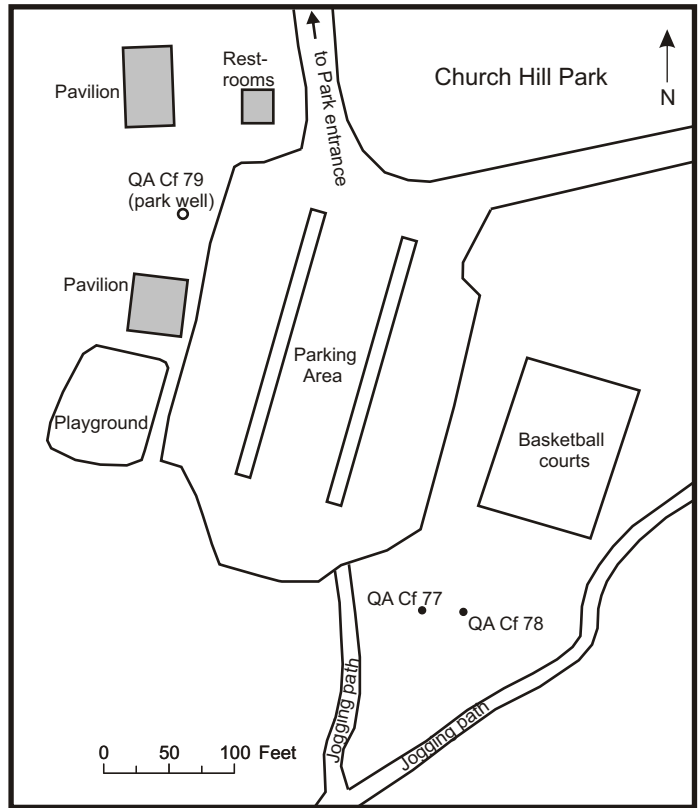 Church Hill Park
N
to Park entrance
Rest-
rooms
Pavilion
QA Cf 79
(park well)
Pavilion
Parking
Area
Playground
Basketball
courts
QA Cf 77
QA Cf 78
Jogging path
Jogging path
0 50 100 Feet